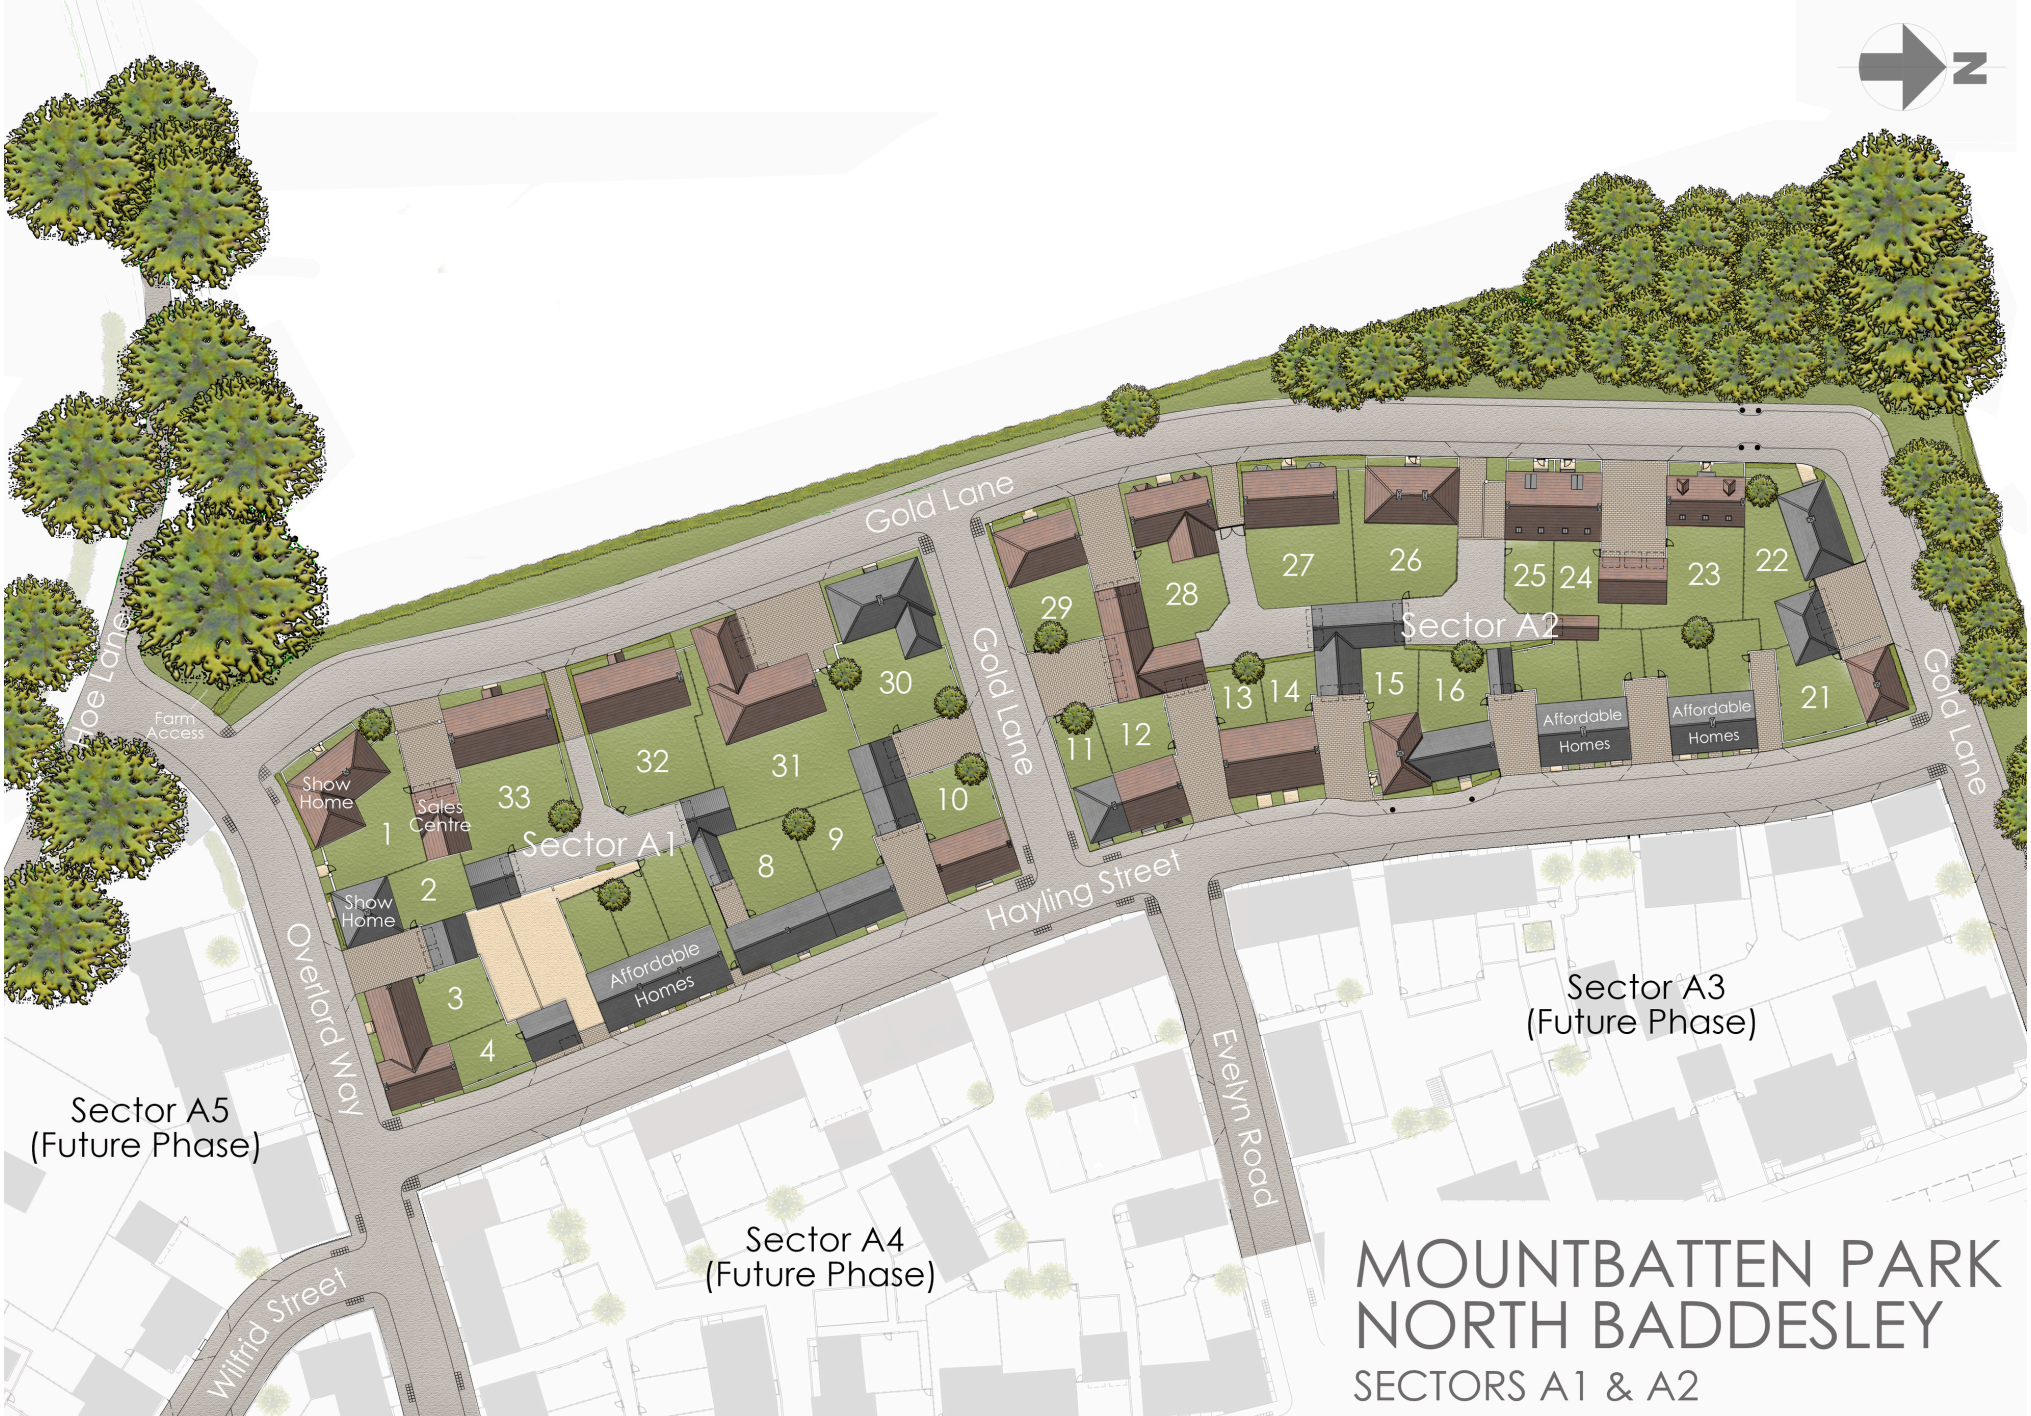 N
Gold Lane
29
28
27
26
25
24
23
22
Sector A2
Hoe Lane
Farm
Access
Gold Lane
Gold Lane
30
32
31
33
13
14
15
16
21
11
12
Affordable
Homes
Affordable
Homes
Show
Home
1
Sales
Centre
10
Sector A1
8
9
2
Show
Home
Hayling Street
Overlord Way
3
4
Affordable
Homes
Evelyn Road
Sector A3
(Future Phase)
Sector A5
(Future Phase)
Sector A4
(Future Phase)
Wilfrid Street
MOUNTBATTEN PARK
NORTH BADDESLEY
SECTORS A1 & A2